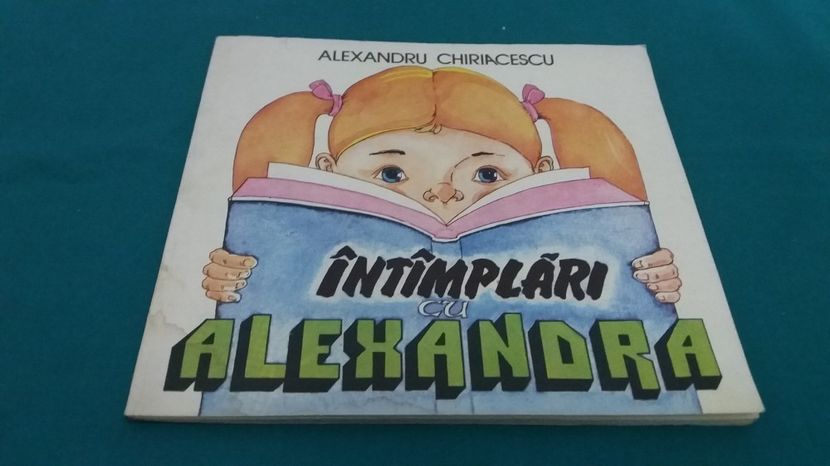 ALEXANDRU CHIRIACESCU
ÎNTÎMPLĂRI
CU
ALEXANDRA